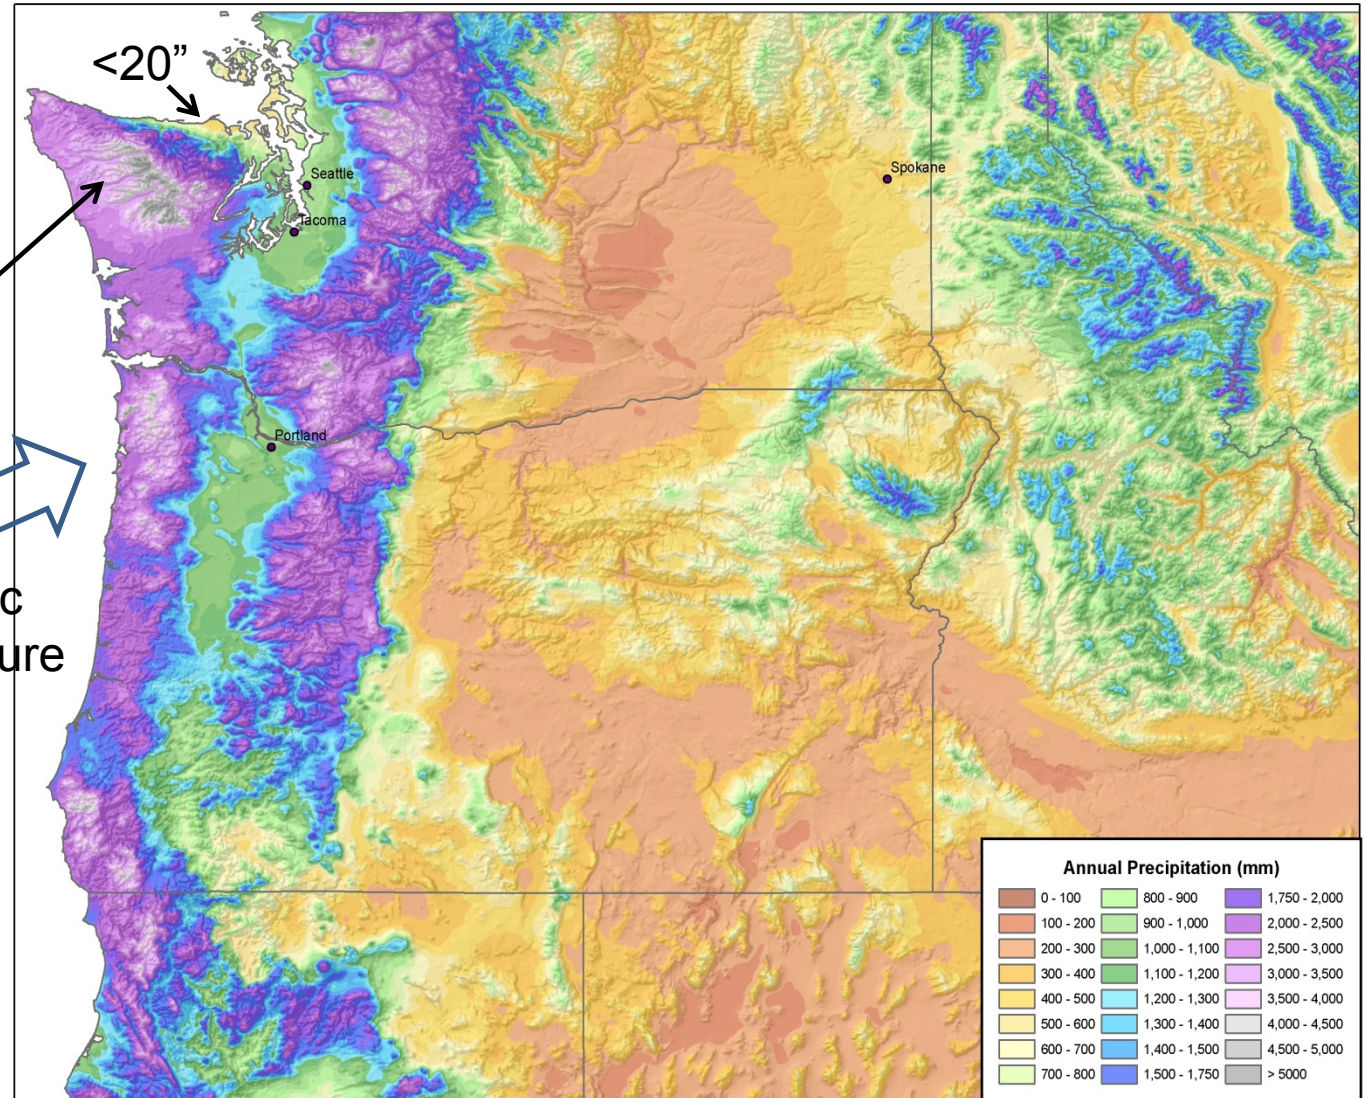 <20”
Seattle
Tacoma
Spokane
Portland
c
ure
Annual Precipitation (mm)
0 - 100
100 - 200
200 - 300
300 - 400
400 - 500
500 - 600
600 - 700
700 - 800
800 - 900
900 - 1,000
1,000 - 1,100
1,100 - 1,200
1,200 - 1,300
1,300 - 1,400
1,400 - 1,500
1,500 - 1,750
1,750 - 2,000
2,000 - 2,500
2,500 - 3,000
3,000 - 3,500
3,500 - 4,000
4,000 - 4,500
4,500 - 5,000
> 5000